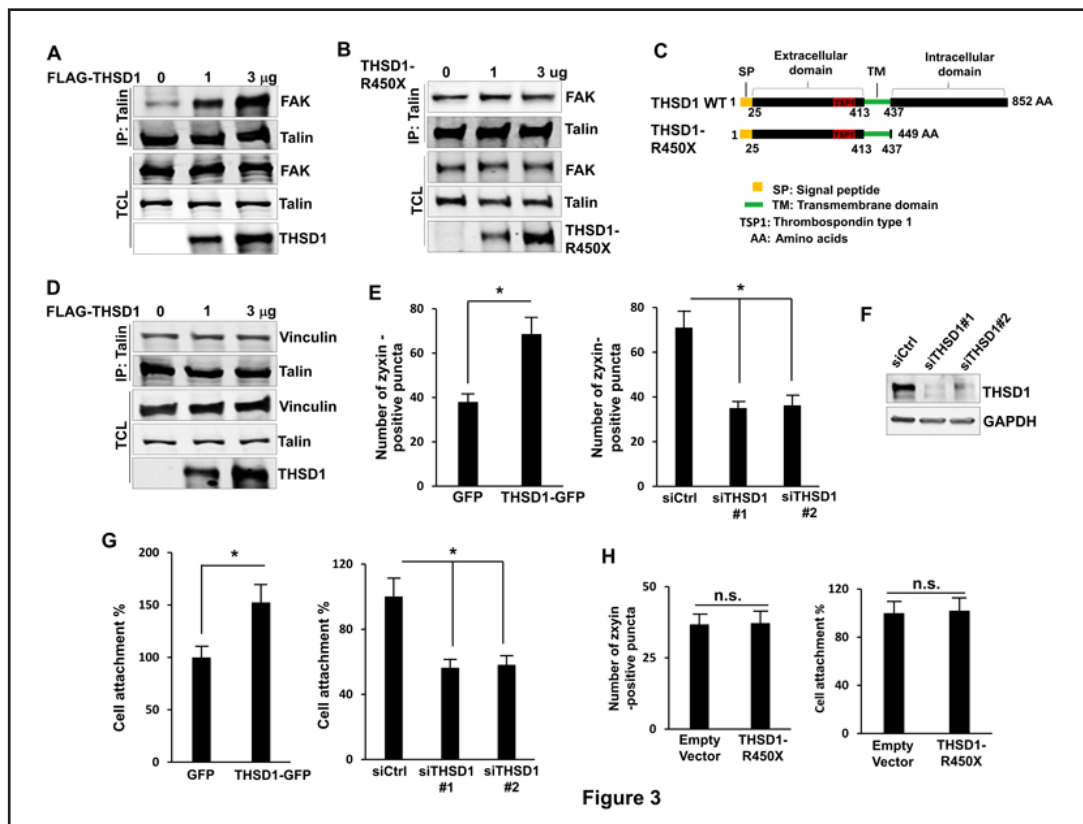 A
FLAG-THSD1 0 1 3 µg
IP: Talin
FAK
Talin
TCL
FAK
Talin
THSD1
B
THSD1-
R450X
0 1 3 ug
IP: Talin
FAK
Talin
TCL
FAK
Talin
THSD1-
R450X
C
Extracellular
domain
Intracellular
domain
SP
TM
THSD1 WT 1
TSP1
852 AA
25 413 437
THSD1-
R450X
1
TSP1
449 AA
25 413 437
SP: Signal peptide
TM: Transmembrane domain
TSP1: Thrombospondin type 1
AA: Amino acids
D
FLAG-THSD1 0 1 3 µg
IP: Talin
Vinculin
Talin
TCL
Vinculin
Talin
THSD1
E
Number of zyxin -
positive puncta
80
60
40
20
0
*
GFP THSD1-GFP
Number of zyxin-
positive puncta
80
60
40
20
0
*
siCtrl siTHSD1 siTHSD1
#1 #2
F
siCtrl siTHSD1#1 siTHSD1#2
THSD1
GAPDH
G
Cell attachment %
200
150
100
50
0
*
GFP THSD1-GFP
Cell attachment %
120
80
40
0
*
siCtrl siTHSD1 siTHSD1
#1 #2
H
Number of zxyin
-positive puncta
50
25
0
n.s.
Empty THSD1-
Vector R450X
Cell attachment %
120
80
40
0
n.s.
Empty THSD1-
Vector R450X
Figure 3